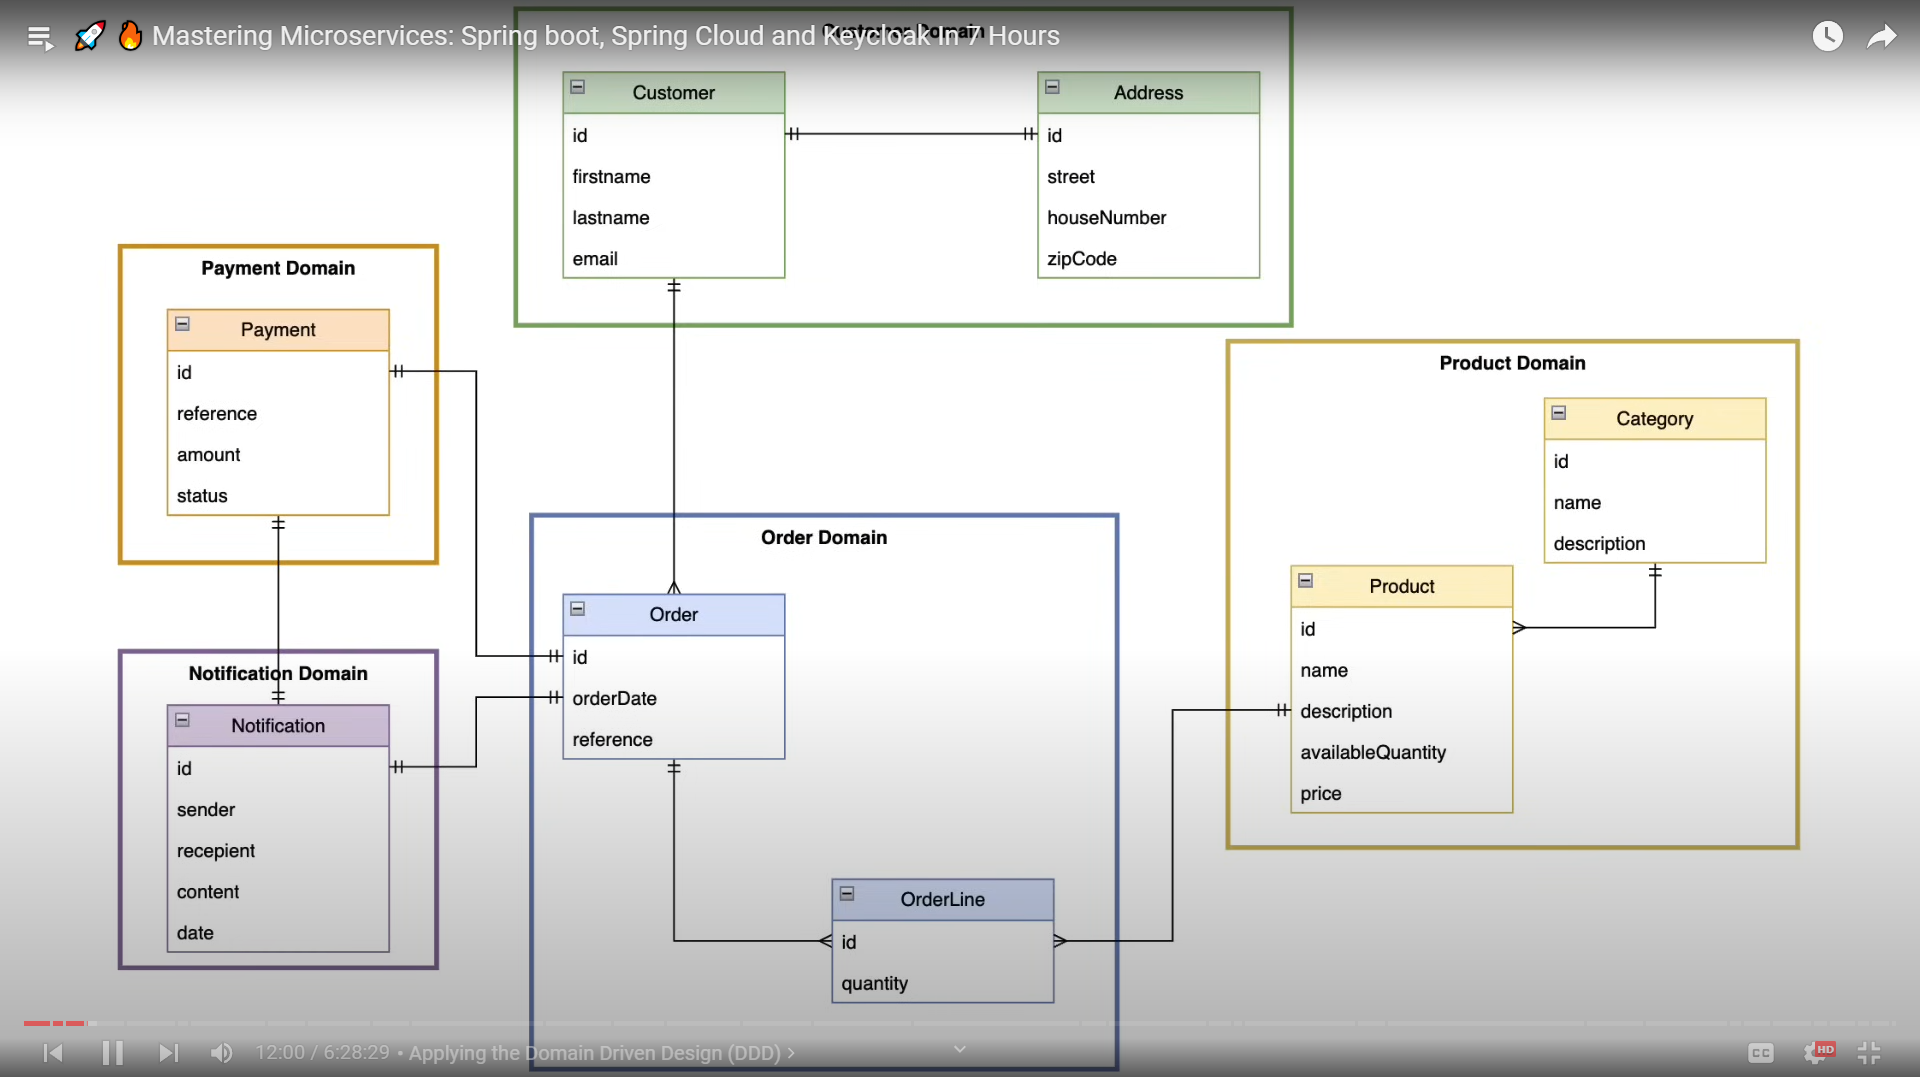 Mastering Microservices: Spring boot, Spring Cloud and Keycloak In 7 Hours
Customer Domain
Customer
id
firstname
lastname
email
Address
id
street
houseNumber
zipCode
Payment Domain
Payment
id
reference
amount
status
Product Domain
Category
id
name
description
Product
id
name
description
availableQuantity
price
Order Domain
Order
id
orderDate
reference
OrderLine
id
quantity
Notification Domain
Notification
id
sender
recepient
content
date
12:00 / 6:28:29 • Applying the Domain Driven Design (DDD) >
CC
HD